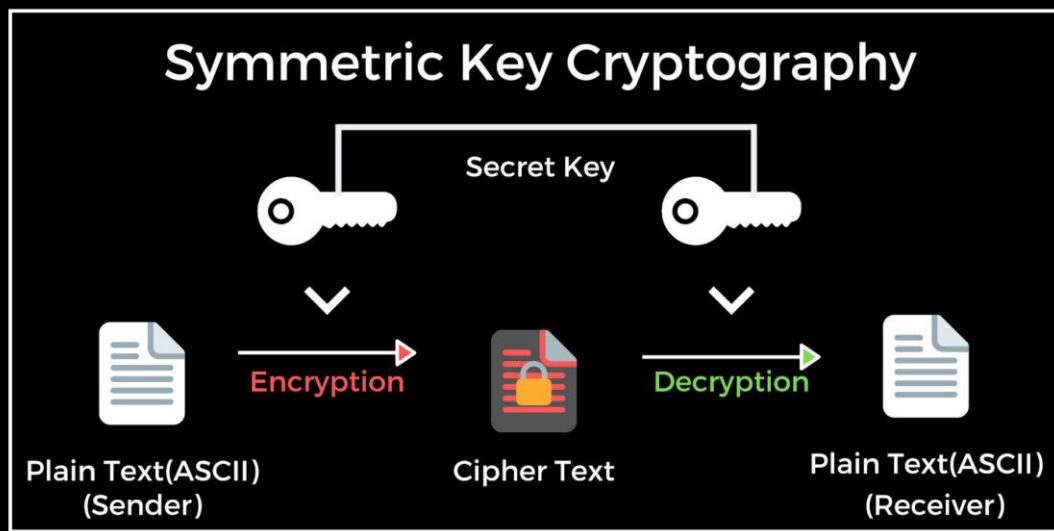 Symmetric Key Cryptography
Secret Key
Encryption
Decryption
Plain Text(ASCII)
(Sender)
Cipher Text
Plain Text(ASCII)
(Receiver)